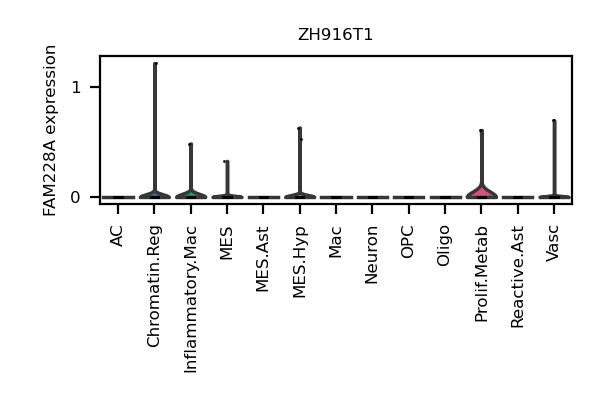 ZH916T1
FAM228A expression
1
0
AC
Chromatin.Reg
Inflammatory.Mac
MES
MES.Ast
MES.Hyp
Mac
Neuron
OPC
Oligo
Prolif.Metab
Reactive.Ast
Vasc